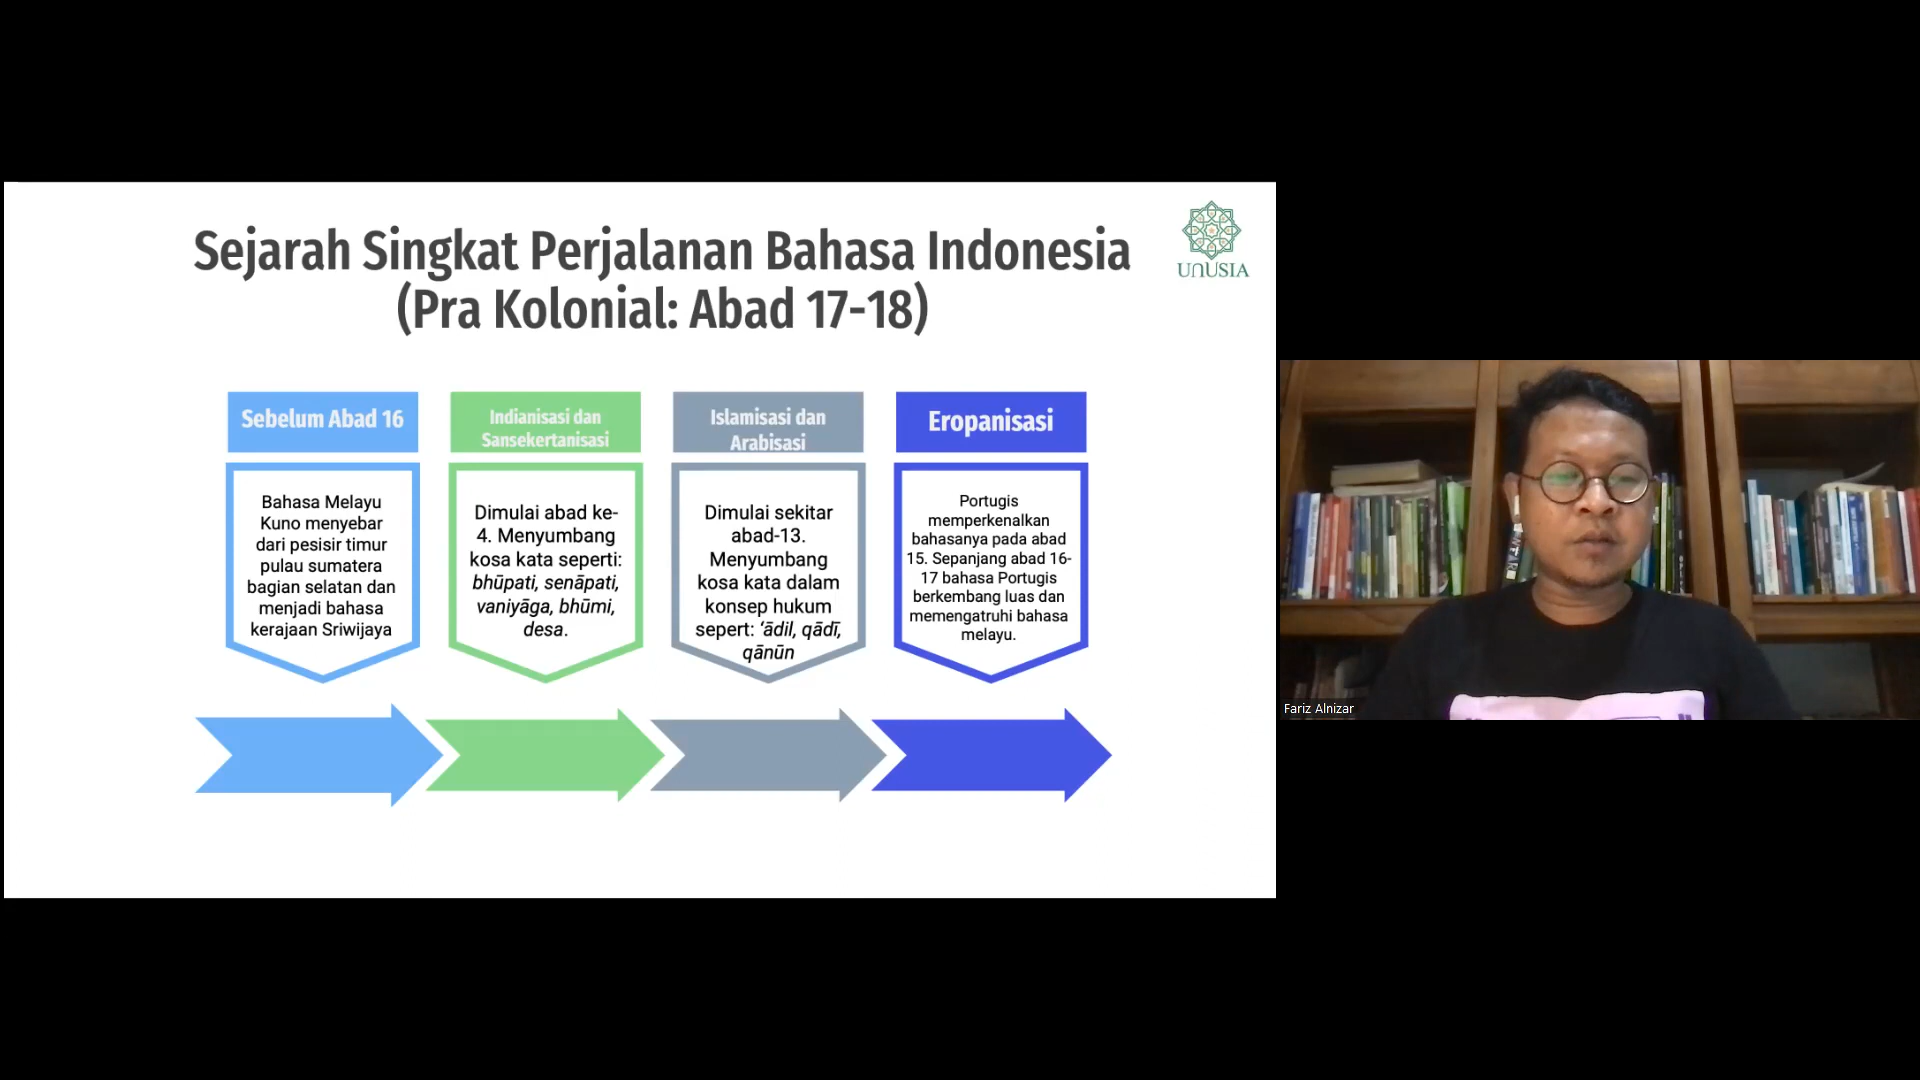 Sejarah Singkat Perjalanan Bahasa Indonesia
(Pra Kolonial: Abad 17-18)
UNUSIA
Sebelum Abad 16
Bahasa Melayu
Kuno menyebar
dari pesisir timur
pulau sumatera
bagian selatan dan
menjadi bahasa
kerajaan Sriwijaya
Indianisasi dan
Sansekertanisasi
Dimulai abad ke-
4. Menyumbang
kosa kata seperti:
bhūpati, senāpati,
vaniyāga, bhūmi,
desa.
Islamisasi dan
Arabisasi
Dimulai sekitar
abad-13.
Menyumbang
kosa kata dalam
konsep hukum
sepert: ‘ādil, qādī,
qānūn
Eropanisasi
Portugis
memperkenalkan
bahasanya pada abad
15. Sepanjang abad 16-
17 bahasa Portugis
berkembang luas dan
memengatruhi bahasa
melayu.
Fariz Alnizar